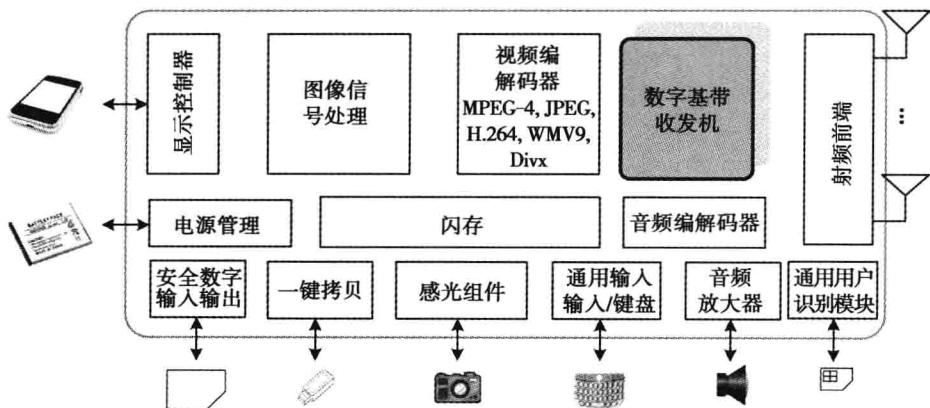 显示控制器
图像信
号处理
视频编
解码器
MPEG-4, JPEG,
H.264, WMV9,
Divx
数字基带
收发机
射频前端
...
电源管理
闪存
音频编解码器
安全数字
输入输出
一键拷贝
感光组件
通用输入
输入/键盘
音频
放大器
通用用户
识别模块